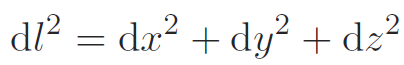 dl² = dx² + dy² + dz²